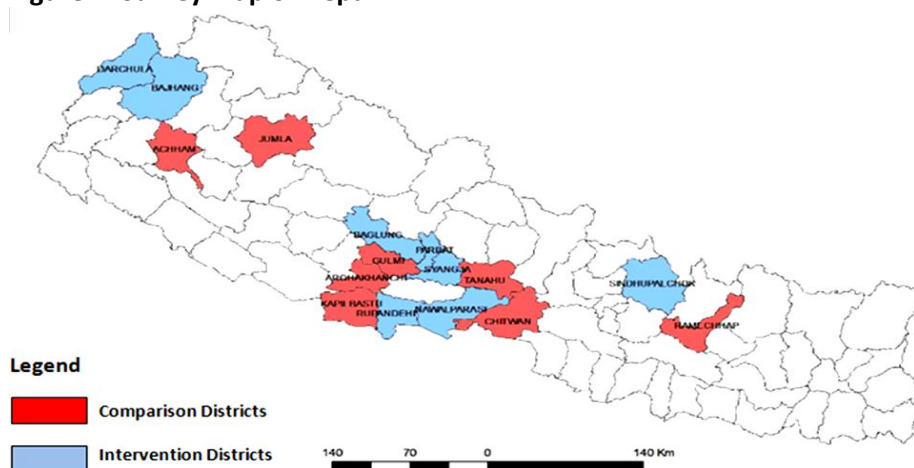 DARCHULA
BAJHANG
ACHHAM
JUMLA
BAGLUNG
PARBAT
GULMI
SYANGJA
ARGHAKHANCHI
TANAHU
SINDHUPALCHOK
KAPILBASTU
RUPANDEHI
NAWALPARASI
CHITWAN
RAMECHHAP
Legend
Comparison Districts
Intervention Districts
140 70 0 140 Km